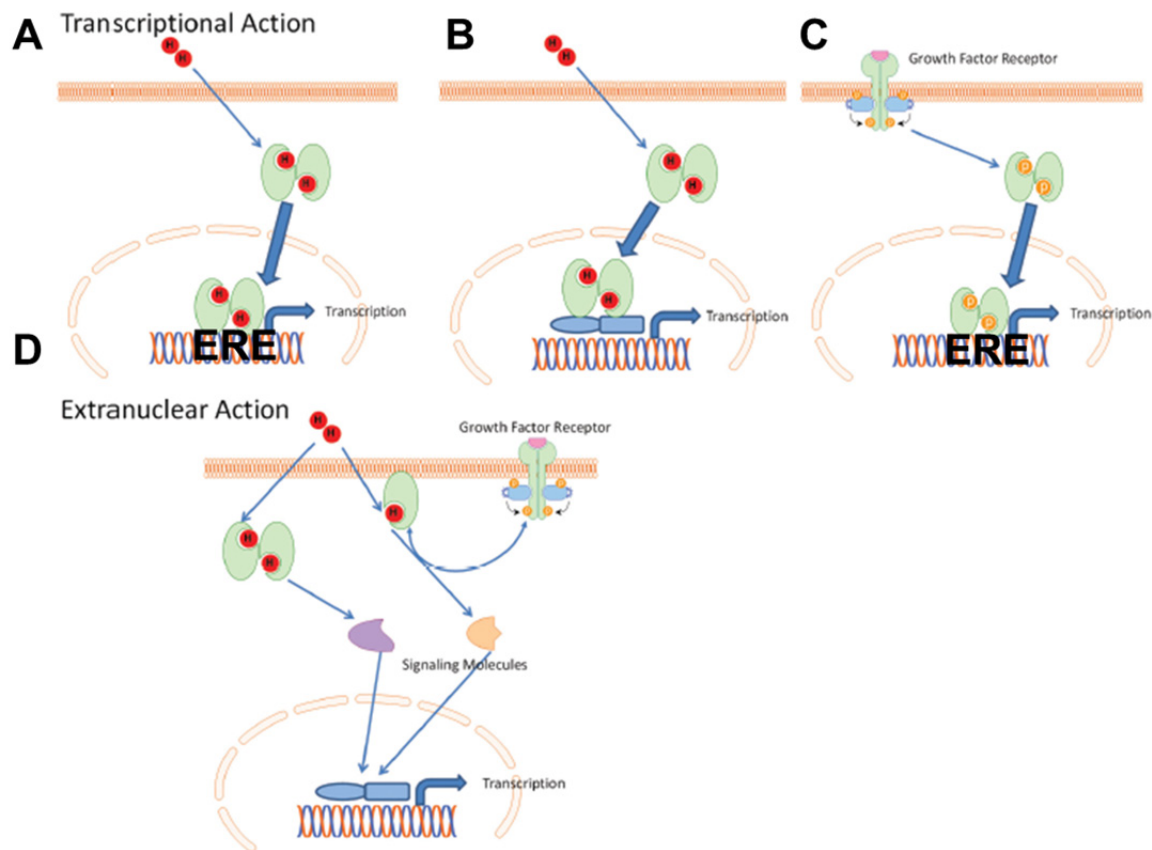 A
Transcriptional Action
H
H
H
H
H
H
ERE
Transcription
B
H
H
H
H
H
H
Transcription
C
Growth Factor Receptor
P
P
P
P
P
P
P
P
ERE
Transcription
D
Extranuclear Action
H
H
Growth Factor Receptor
P
P
P
P
H
H
H
Signaling Molecules
Transcription